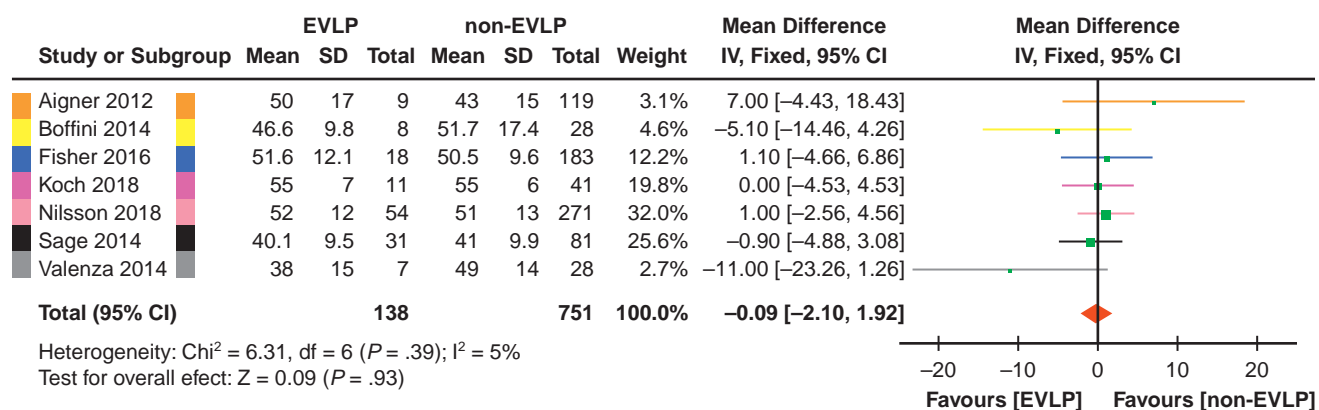 EVLP non-EVLP Mean Difference Mean Difference
Study or Subgroup Mean SD Total Mean SD Total Weight IV, Fixed, 95% CI IV, Fixed, 95% CI
Aigner 2012 50 17 9 43 15 119 3.1% 7.00 [–4.43, 18.43]
Boffini 2014 46.6 9.8 8 51.7 17.4 28 4.6% –5.10 [–14.46, 4.26]
Fisher 2016 51.6 12.1 18 50.5 9.6 183 12.2% 1.10 [–4.66, 6.86]
Koch 2018 55 7 11 55 6 41 19.8% 0.00 [–4.53, 4.53]
Nilsson 2018 52 12 54 51 13 271 32.0% 1.00 [–2.56, 4.56]
Sage 2014 40.1 9.5 31 41 9.9 81 25.6% –0.90 [–4.88, 3.08]
Valenza 2014 38 15 7 49 14 28 2.7% –11.00 [–23.26, 1.26]
Total (95% CI) 138 751 100.0% –0.09 [–2.10, 1.92]
Heterogeneity: Chi² = 6.31, df = 6 (P = .39); I² = 5%
Test for overall efect: Z = 0.09 (P = .93)
–20 –10 0 10 20
Favours [EVLP] Favours [non-EVLP]